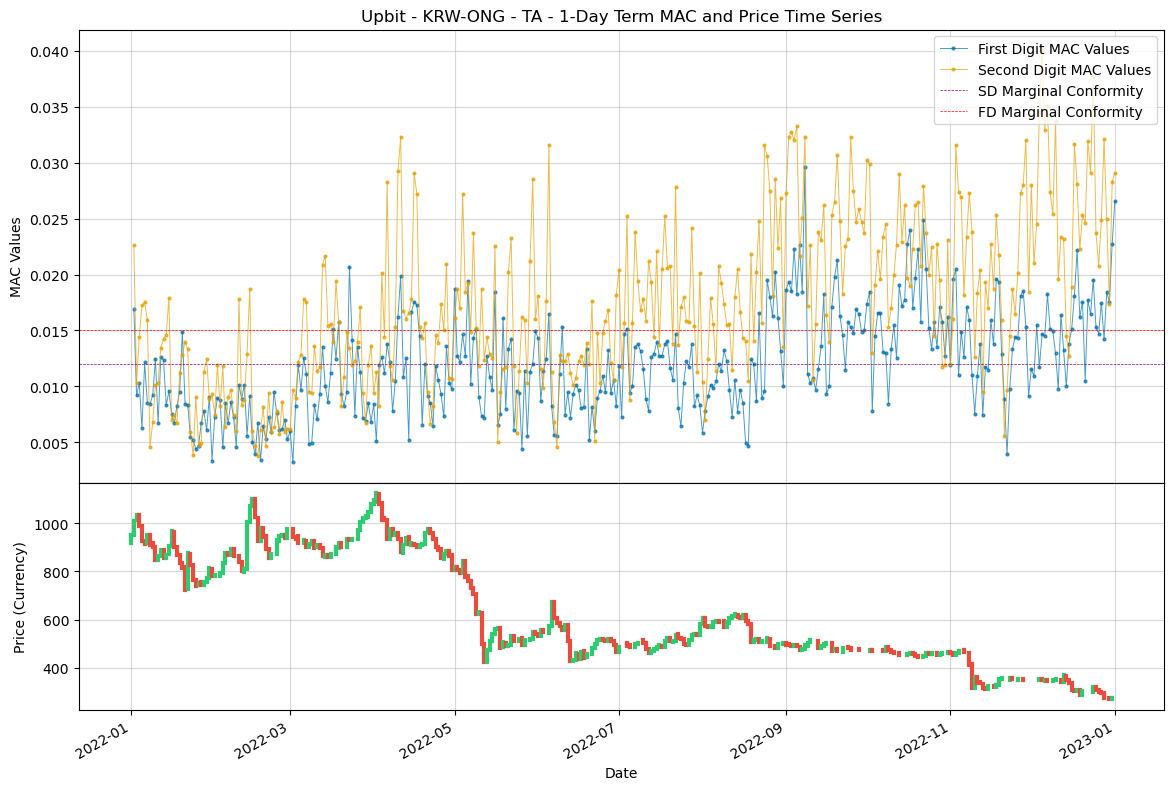 Upbit - KRW-ONG - TA - 1-Day Term MAC and Price Time Series
First Digit MAC Values
Second Digit MAC Values
SD Marginal Conformity
FD Marginal Conformity
MAC Values
0.040
0.035
0.030
0.025
0.020
0.015
0.010
0.005
Price (Currency)
1000
800
600
400
2022-01
2022-03
2022-05
2022-07
2022-09
2022-11
2023-01
Date